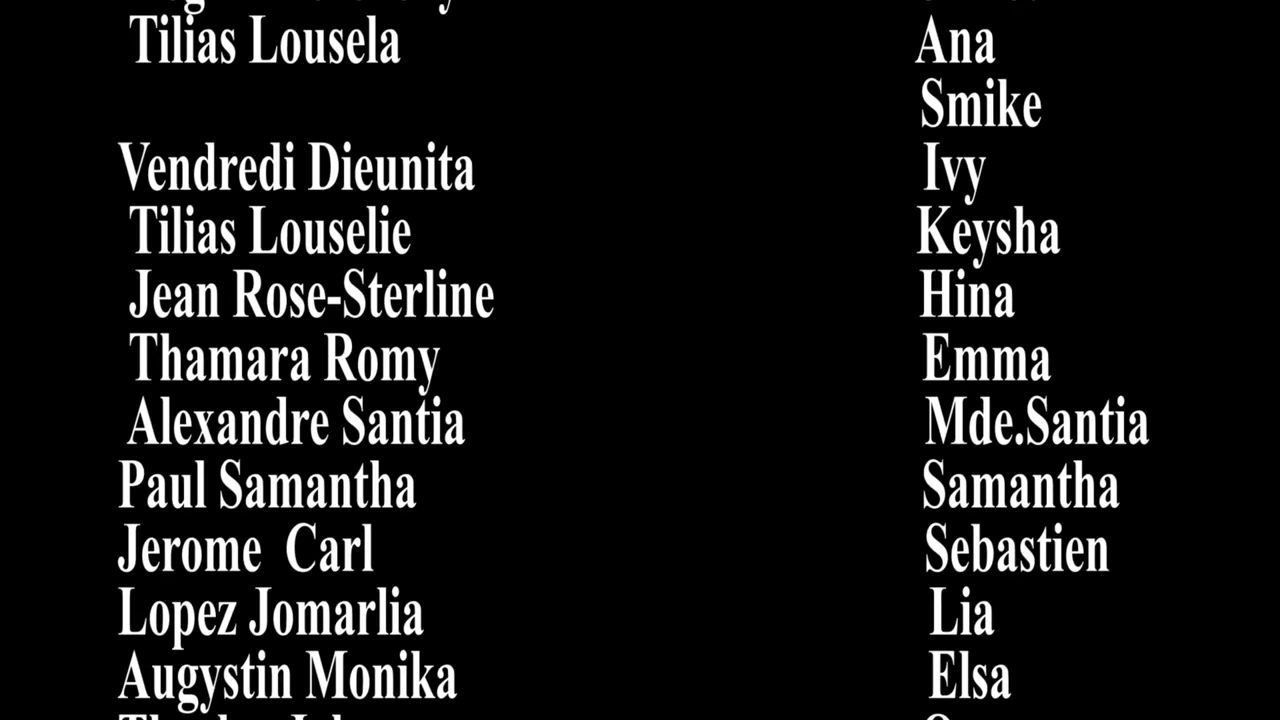 Tilias Lousela Ana
Smike
Vendredi Dieunita Ivy
Tilias Louselie Keysha
Jean Rose-Sterline Hina
Thamara Romy Emma
Alexandre Santia Mde.Santia
Paul Samantha Samantha
Jerome Carl Sebastien
Lopez Jomarlia Lia
Augystin Monika Elsa